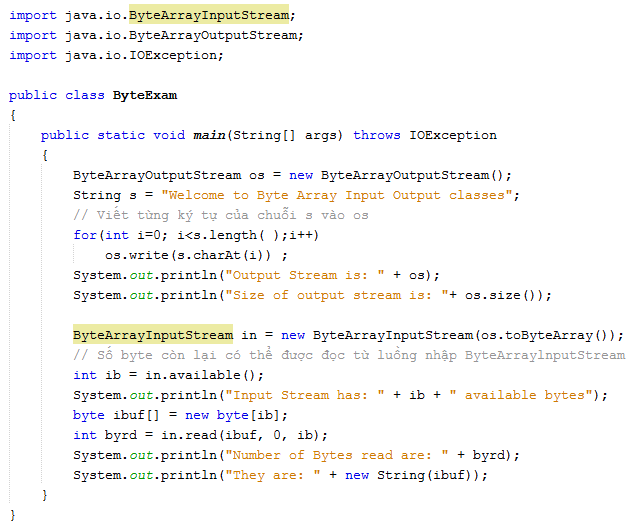 import java.io.ByteArrayInputStream;
import java.io.ByteArrayOutputStream;
import java.io.IOException;

public class ByteExam
{
    public static void main(String[] args) throws IOException
    {
        ByteArrayOutputStream os = new ByteArrayOutputStream();
        String s = "Welcome to Byte Array Input Output classes";
        // Viết từng ký tự của chuỗi s vào os
        for(int i=0; i<s.length( );i++)
            os.write(s.charAt(i)) ;
        System.out.println("Output Stream is: " + os);
        System.out.println("Size of output stream is: "+ os.size());

        ByteArrayInputStream in = new ByteArrayInputStream(os.toByteArray());
        // Số byte còn lại có thể được đọc từ luồng nhập ByteArraylnputStream
        int ib = in.available();
        System.out.println("Input Stream has: " + ib + " available bytes");
        byte ibuf[] = new byte[ib];
        int byrd = in.read(ibuf, 0, ib);
        System.out.println("Number of Bytes read are: " + byrd);
        System.out.println("They are: " + new String(ibuf));
    }
}